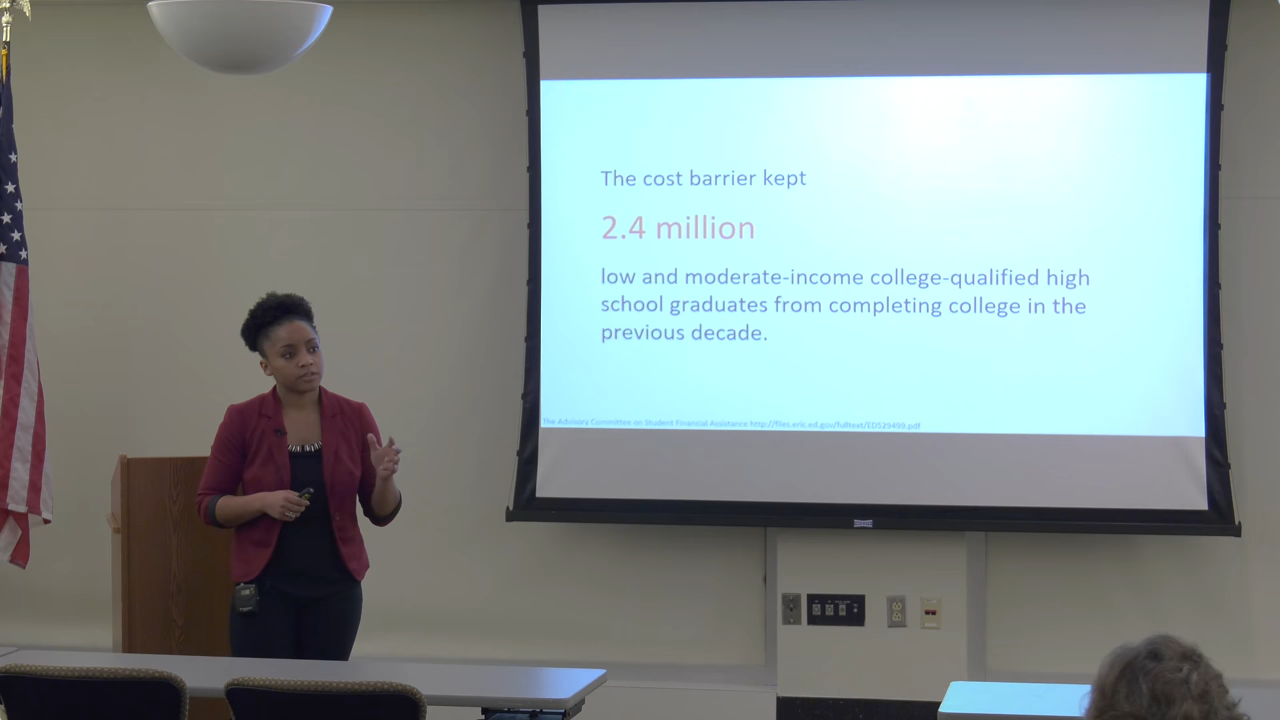 The cost barrier kept
2.4 million
low and moderate-income college-qualified high
school graduates from completing college in the
previous decade.
The Advisory Committee on Student Financial Assistance http://files.eric.ed.gov/fulltext/ED529499.pdf